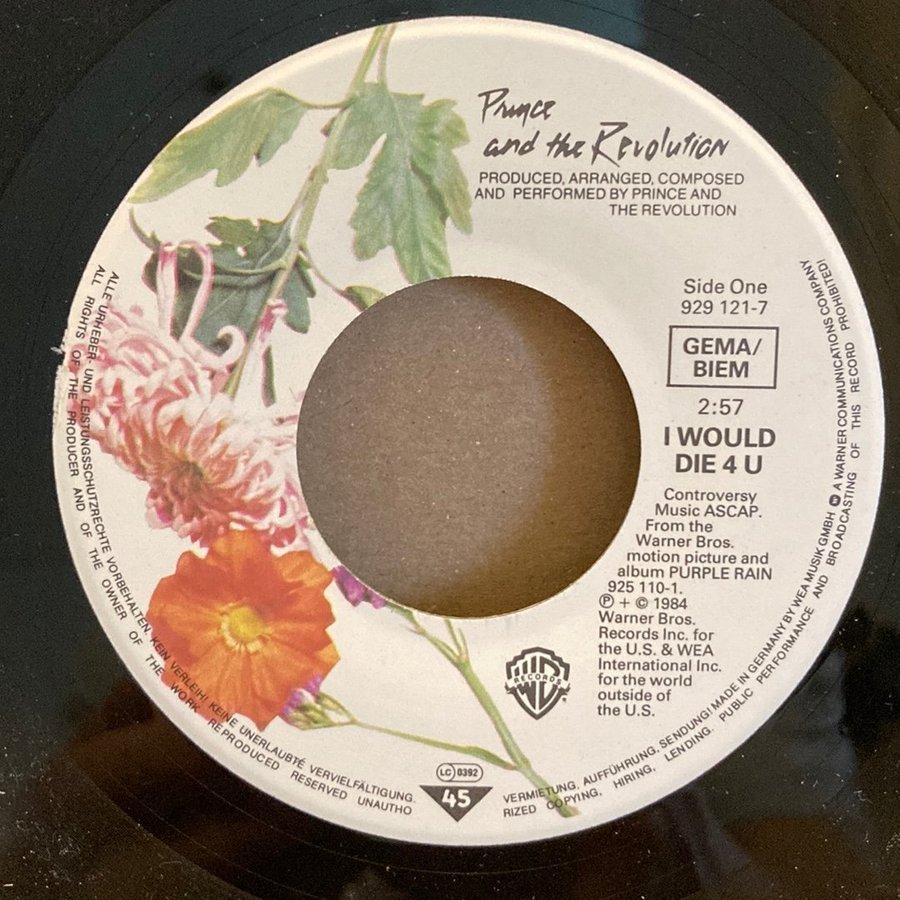 Prince
and the Revolution
PRODUCED, ARRANGED, COMPOSED
AND PERFORMED BY PRINCE AND
THE REVOLUTION
Side One
929 121-7
GEMA/
BIEM
2:57
I WOULD
DIE 4 U
Controversy
Music ASCAP.
From the
Warner Bros.
motion picture and
album PURPLE RAIN
925 110-1.
℗ + © 1984
Warner Bros.
Records Inc. for
the U.S. & WEA
International Inc.
for the world
outside of
the U.S.
WB
RECORDS
LC 0392
45
ALLE URHEBER- UND LEISTUNGSSCHUTZRECHTE VORBEHALTEN. KEIN VERLEIH! KEINE UNERLAUBTE VERVIELFÄLTIGUNG. VERMIETUNG, AUFFÜHRUNG, SENDUNG! MADE IN GERMANY BY WEA MUSIK GMBH A WARNER COMMUNICATIONS COMPANY
ALL RIGHTS OF THE PRODUCER AND OF THE OWNER OF THE WORK REPRODUCED RESERVED UNAUTHORIZED COPYING, HIRING, LENDING. PUBLIC PERFORMANCE AND BROADCASTING OF THIS RECORD PROHIBITED!